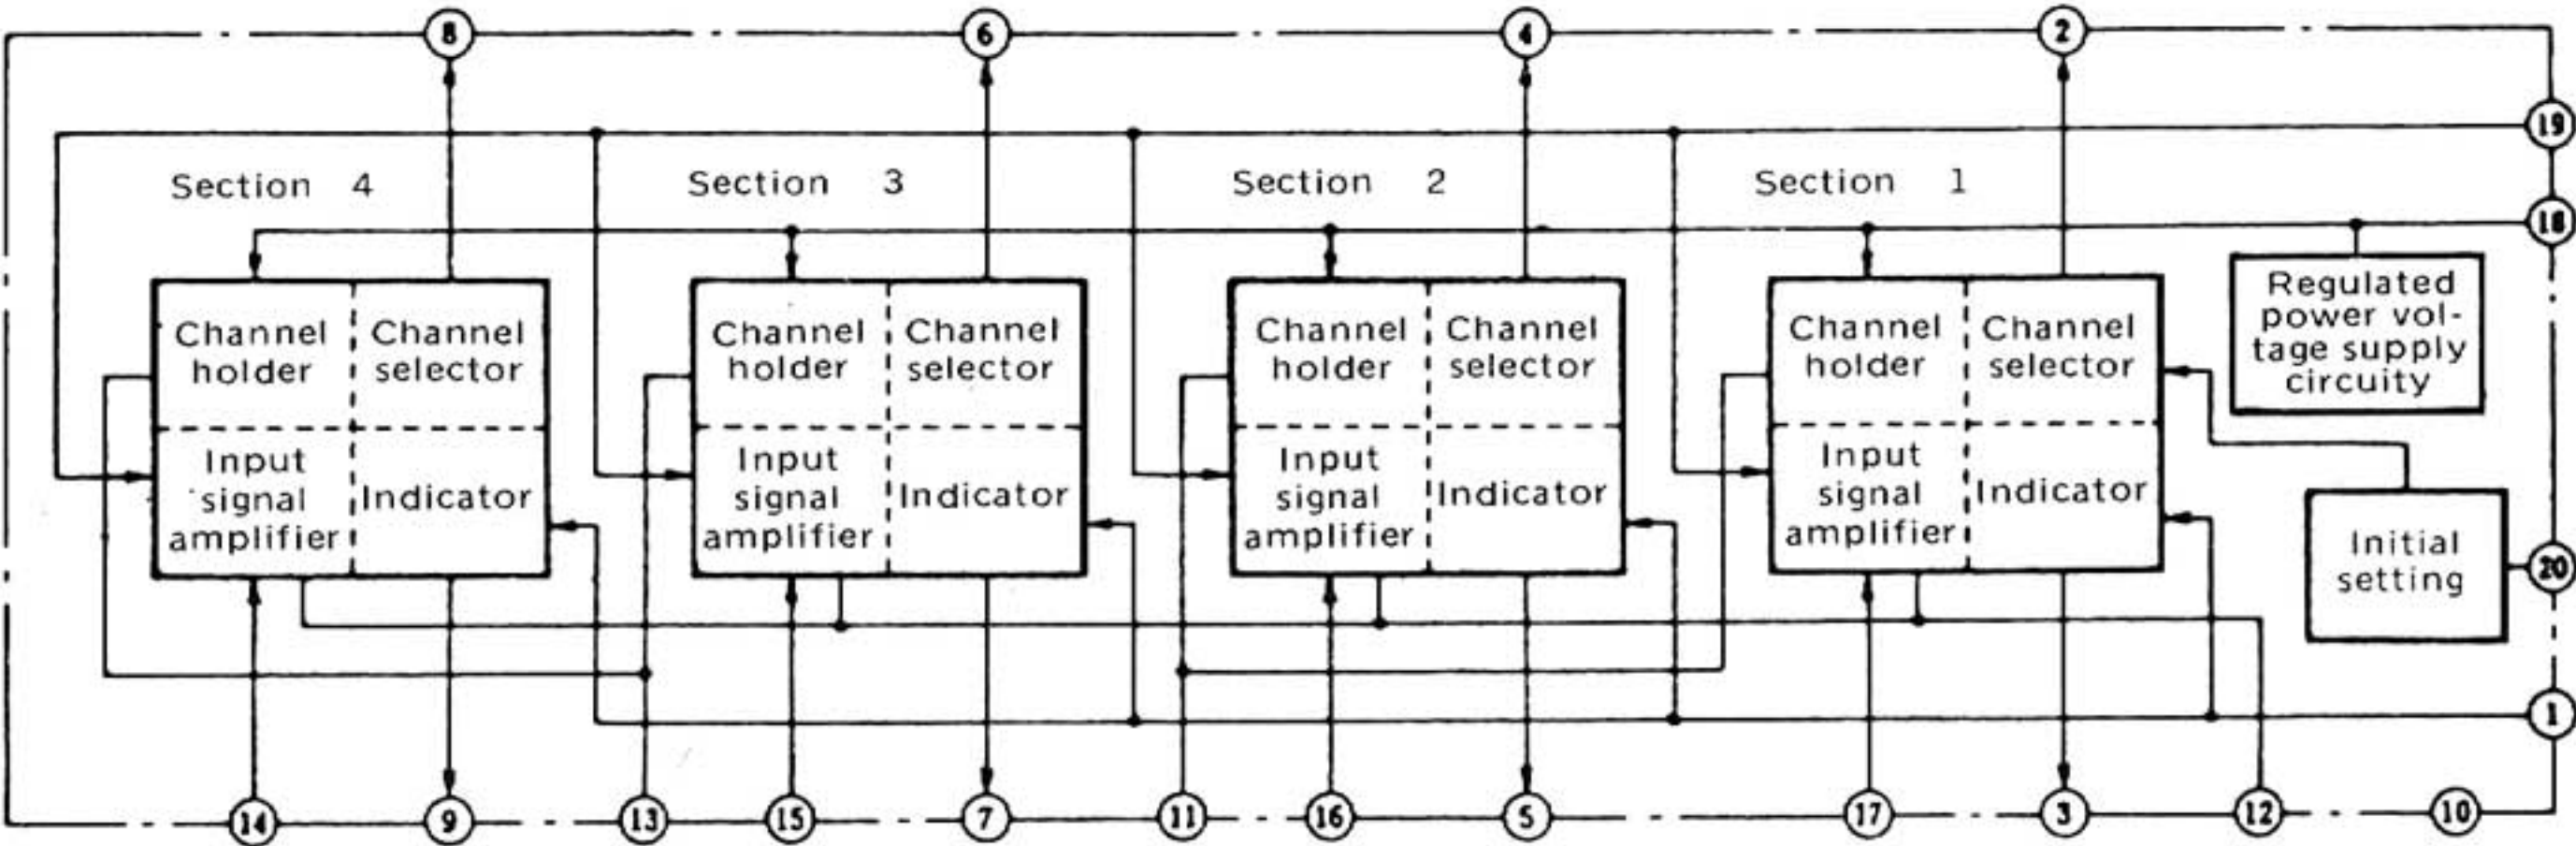 8 6 4 2
19
Section 4 Section 3 Section 2 Section 1
18
Channel holder
Channel selector
Input signal amplifier
Indicator
Channel holder
Channel selector
Input signal amplifier
Indicator
Channel holder
Channel selector
Input signal amplifier
Indicator
Channel holder
Channel selector
Input signal amplifier
Indicator
Regulated
power vol-
tage supply
circuity
Initial
setting
20
1
14 9 13 15 7 11 16 5 17 3 12 10